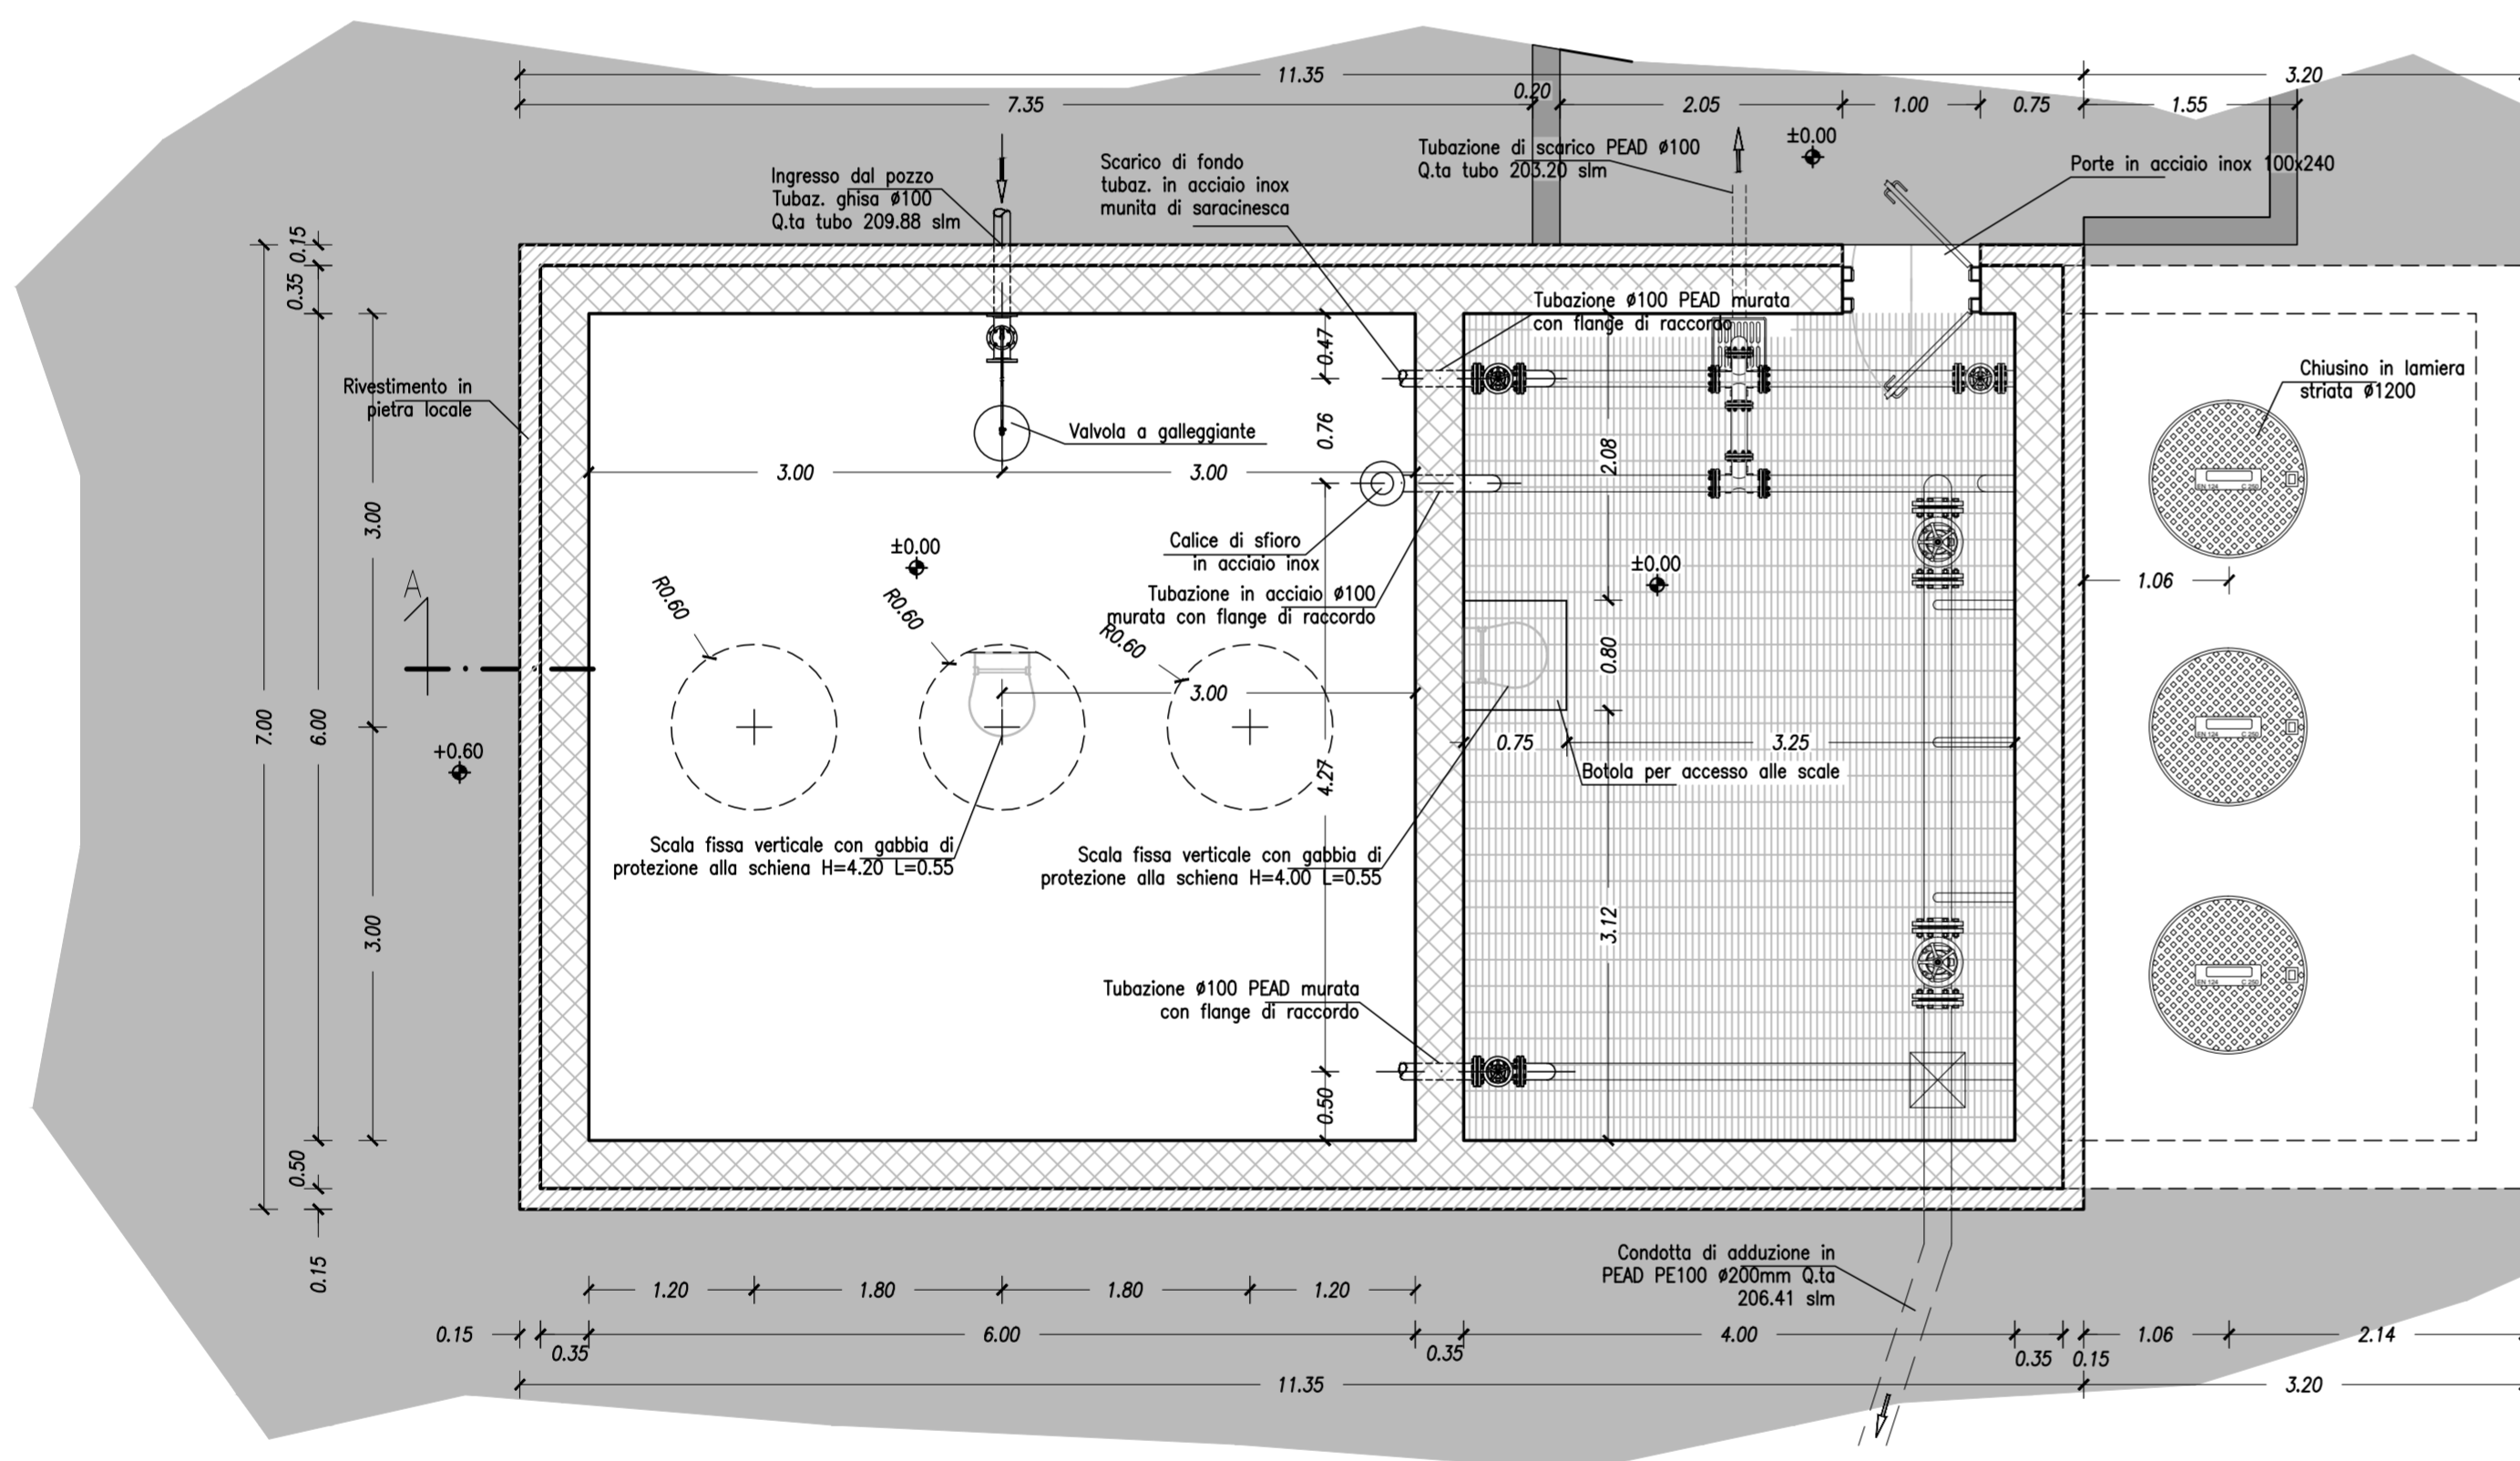 11.35
3.20
7.35
0.20
2.05
1.00
0.75
1.55
±0.00
Tubazione di scarico PEAD ø100
Q.ta tubo 203.20 slm
Porte in acciaio inox 100x240
Scarico di fondo
tubaz. in acciaio inox
munita di saracinesca
Ingresso dal pozzo
Tubaz. ghisa ø100
Q.ta tubo 209.88 slm
0.15
0.35
Tubazione ø100 PEAD murata
con flange di raccordo
0.47
Rivestimento in
pietra locale
Chiusino in lamiera
striata ø1200
Valvola a galleggiante
0.76
2.08
3.00
3.00
3.00
EN 124 C 250
Calice di sfioro
in acciaio inox
±0.00
±0.00
1.06
A
R0.60
R0.60
R0.60
Tubazione in acciaio ø100
murata con flange di raccordo
0.80
3.00
7.00
6.00
+0.60
4.27
0.75
3.25
EN 124 C 250
Botola per accesso alle scale
Scala fissa verticale con gabbia di
protezione alla schiena H=4.20 L=0.55
Scala fissa verticale con gabbia di
protezione alla schiena H=4.00 L=0.55
3.00
3.12
EN 124 C 250
Tubazione ø100 PEAD murata
con flange di raccordo
0.50
0.50
0.15
Condotta di adduzione in
PEAD PE100 ø200mm Q.ta
206.41 slm
1.20
1.80
1.80
1.20
0.15
0.35
6.00
0.35
4.00
0.35
0.15
1.06
2.14
11.35
3.20